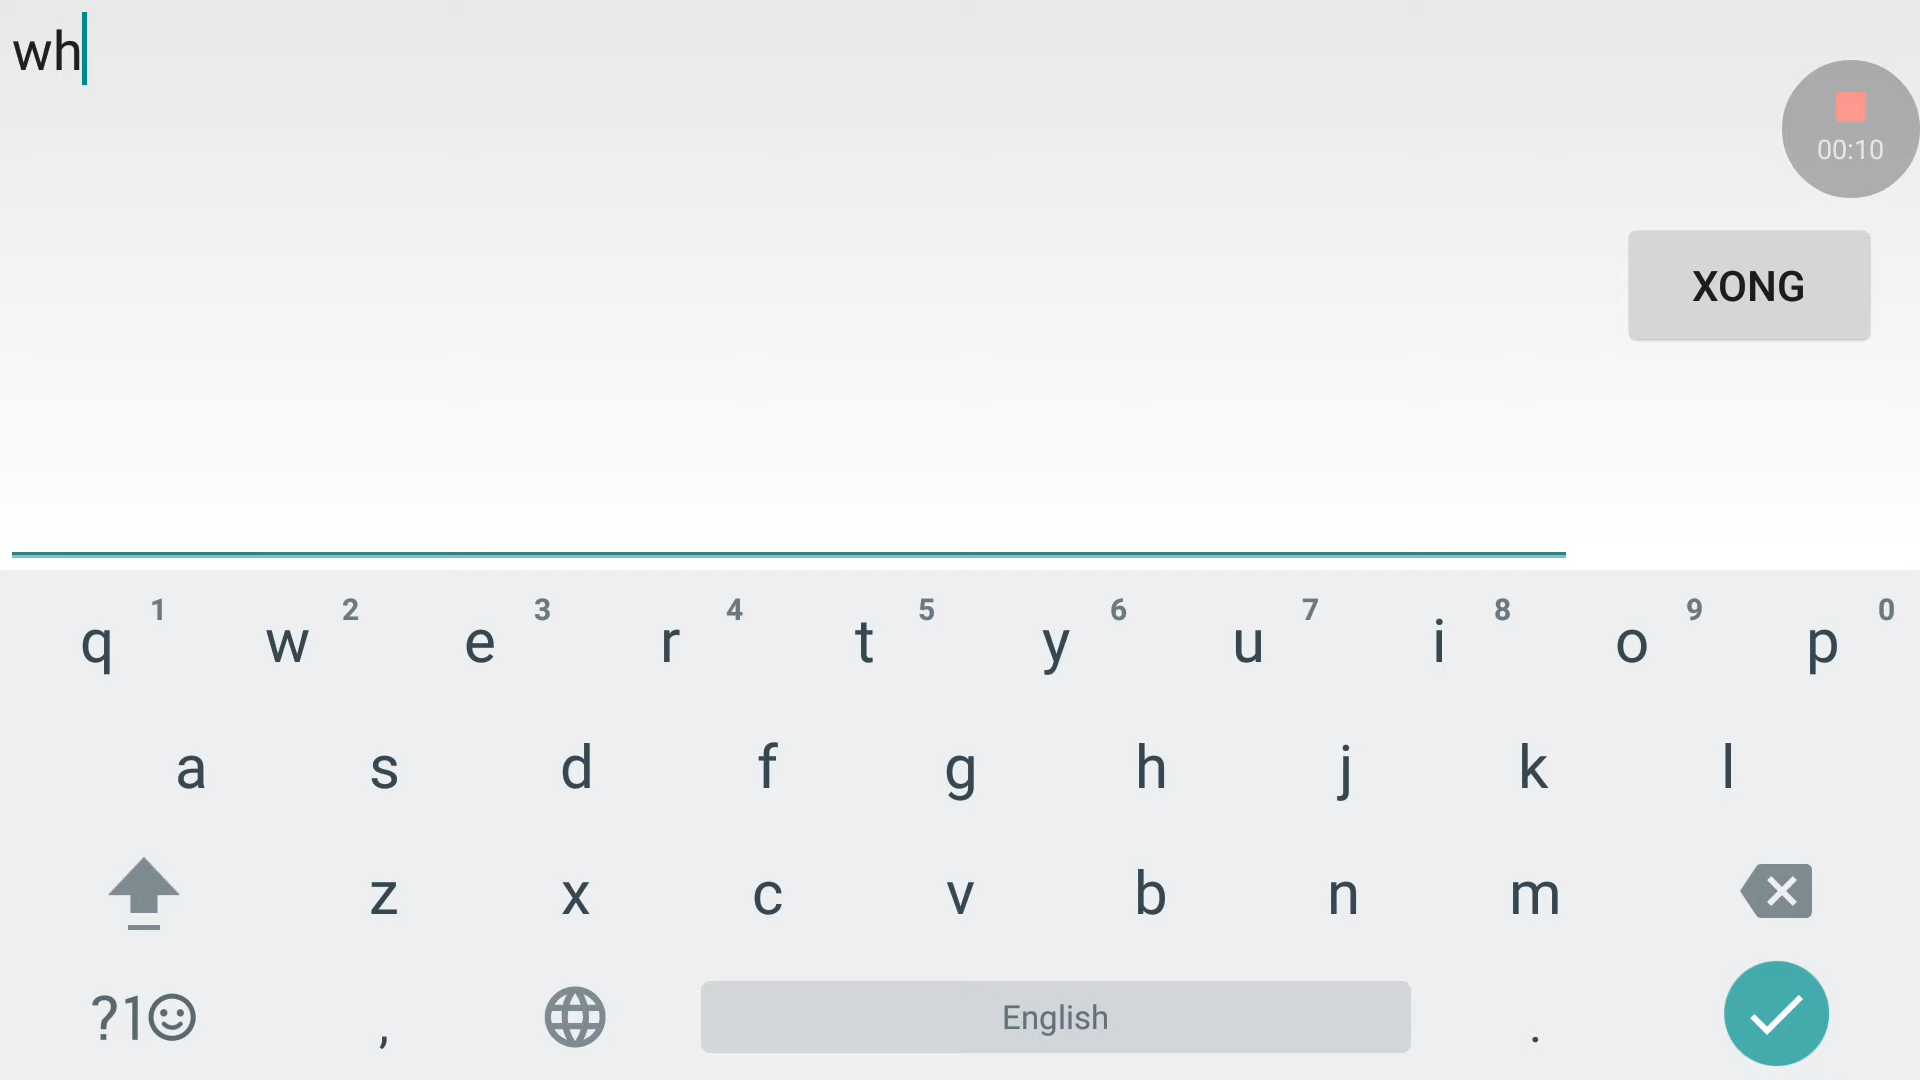 wh
00:10
XONG
1 2 3 4 5 6 7 8 9 0
q w e r t y u i o p
a s d f g h j k l
z x c v b n m
?1☺ , English .